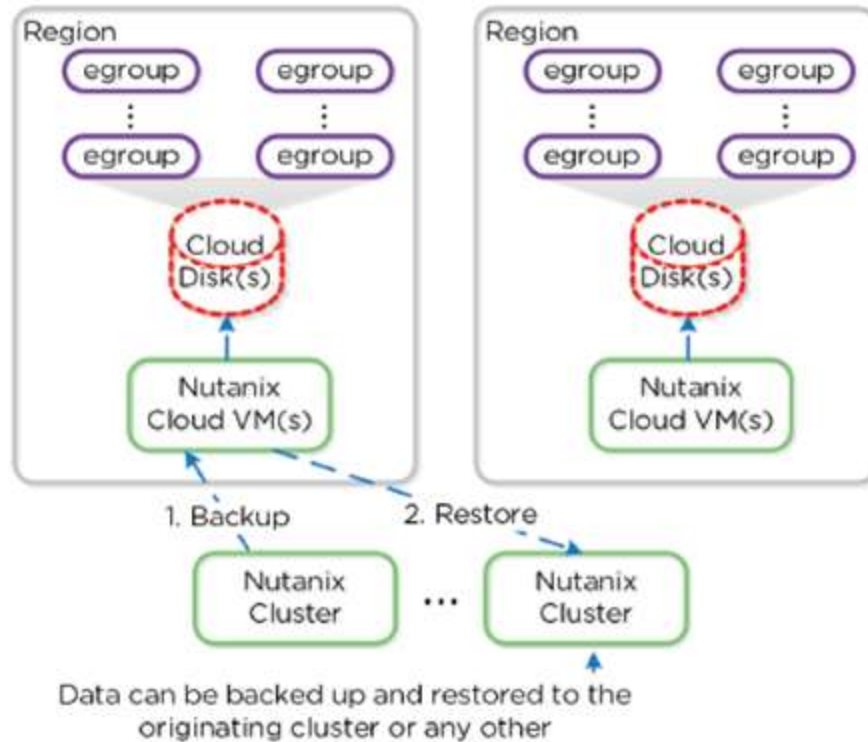 Region
egroup egroup
egroup egroup
Cloud
Disk(s)
Nutanix
Cloud VM(s)
Region
egroup egroup
egroup egroup
Cloud
Disk(s)
Nutanix
Cloud VM(s)
1. Backup
2. Restore
Nutanix
Cluster
...
Nutanix
Cluster
Data can be backed up and restored to the
originating cluster or any other